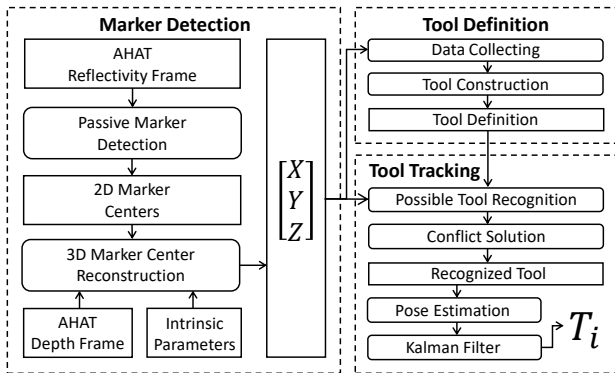 Marker Detection
AHAT
Reflectivity Frame
Passive Marker
Detection
2D Marker
Centers
3D Marker Center
Reconstruction
AHAT
Depth Frame
Intrinsic
Parameters
X
Y
Z
Tool Definition
Data Collecting
Tool Construction
Tool Definition
Tool Tracking
Possible Tool Recognition
Conflict Solution
Recognized Tool
Pose Estimation
Kalman Filter
T_i